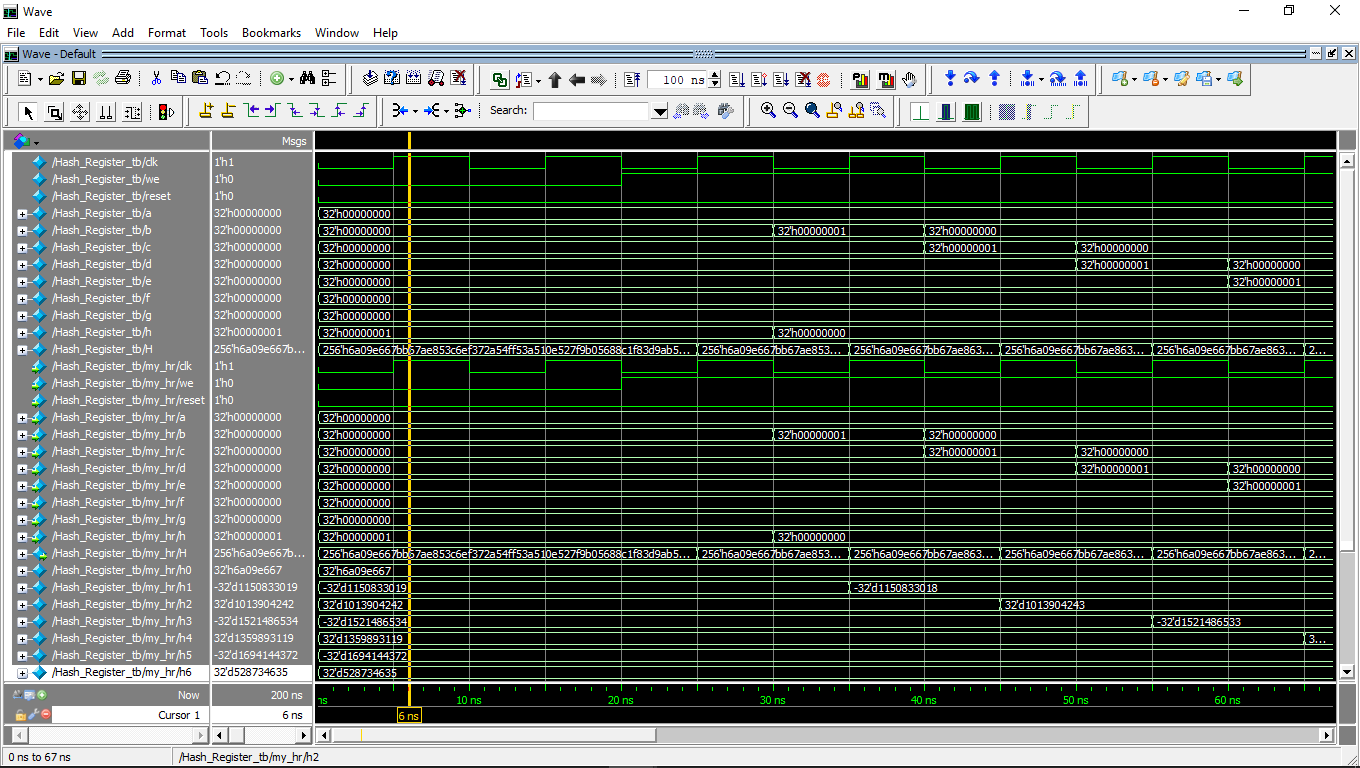 Wave
File Edit View Add Format Tools Bookmarks Window Help
Wave - Default
100 ns
Search:
Msgs
/Hash_Register_tb/clk 1'h1
/Hash_Register_tb/we 1'h0
/Hash_Register_tb/reset 1'h0
/Hash_Register_tb/a 32'h00000000 32'h00000000
/Hash_Register_tb/b 32'h00000000 32'h00000000 32'h00000001 32'h00000000
/Hash_Register_tb/c 32'h00000000 32'h00000000 32'h00000001 32'h00000000
/Hash_Register_tb/d 32'h00000000 32'h00000000 32'h00000001 32'h00000000
/Hash_Register_tb/e 32'h00000000 32'h00000000 32'h00000001
/Hash_Register_tb/f 32'h00000000 32'h00000000
/Hash_Register_tb/g 32'h00000000 32'h00000000
/Hash_Register_tb/h 32'h00000001 32'h00000001 32'h00000000
/Hash_Register_tb/H 256'h6a09e667b... 256'h6a09e667bb67ae853c6ef372a54ff53a510e527f9b05688c1f83d9ab5... 256'h6a09e667bb67ae853... 256'h6a09e667bb67ae863... 256'h6a09e667bb67ae863... 256'h6a09e667bb67ae863... 2...
/Hash_Register_tb/my_hr/clk 1'h1
/Hash_Register_tb/my_hr/we 1'h0
/Hash_Register_tb/my_hr/reset 1'h0
/Hash_Register_tb/my_hr/a 32'h00000000 32'h00000000
/Hash_Register_tb/my_hr/b 32'h00000000 32'h00000000 32'h00000001 32'h00000000
/Hash_Register_tb/my_hr/c 32'h00000000 32'h00000000 32'h00000001 32'h00000000
/Hash_Register_tb/my_hr/d 32'h00000000 32'h00000000 32'h00000001 32'h00000000
/Hash_Register_tb/my_hr/e 32'h00000000 32'h00000000 32'h00000001
/Hash_Register_tb/my_hr/f 32'h00000000 32'h00000000
/Hash_Register_tb/my_hr/g 32'h00000000 32'h00000000
/Hash_Register_tb/my_hr/h 32'h00000001 32'h00000001 32'h00000000
/Hash_Register_tb/my_hr/H 256'h6a09e667b... 256'h6a09e667bb67ae853c6ef372a54ff53a510e527f9b05688c1f83d9ab5... 256'h6a09e667bb67ae853... 256'h6a09e667bb67ae863... 256'h6a09e667bb67ae863... 256'h6a09e667bb67ae863... 2...
/Hash_Register_tb/my_hr/h0 32'h6a09e667 32'h6a09e667
/Hash_Register_tb/my_hr/h1 -32'd1150833019 -32'd1150833019 -32'd1150833018
/Hash_Register_tb/my_hr/h2 32'd1013904242 32'd1013904242 32'd1013904243
/Hash_Register_tb/my_hr/h3 -32'd1521486534 -32'd1521486534 -32'd1521486533
/Hash_Register_tb/my_hr/h4 32'd1359893119 32'd1359893119 3...
/Hash_Register_tb/my_hr/h5 -32'd1694144372 -32'd1694144372
/Hash_Register_tb/my_hr/h6 32'd528734635 32'd528734635
Now 200 ns ns 10 ns 20 ns 30 ns 40 ns 50 ns 60 ns
Cursor 1 6 ns 6 ns
0 ns to 67 ns /Hash_Register_tb/my_hr/h2